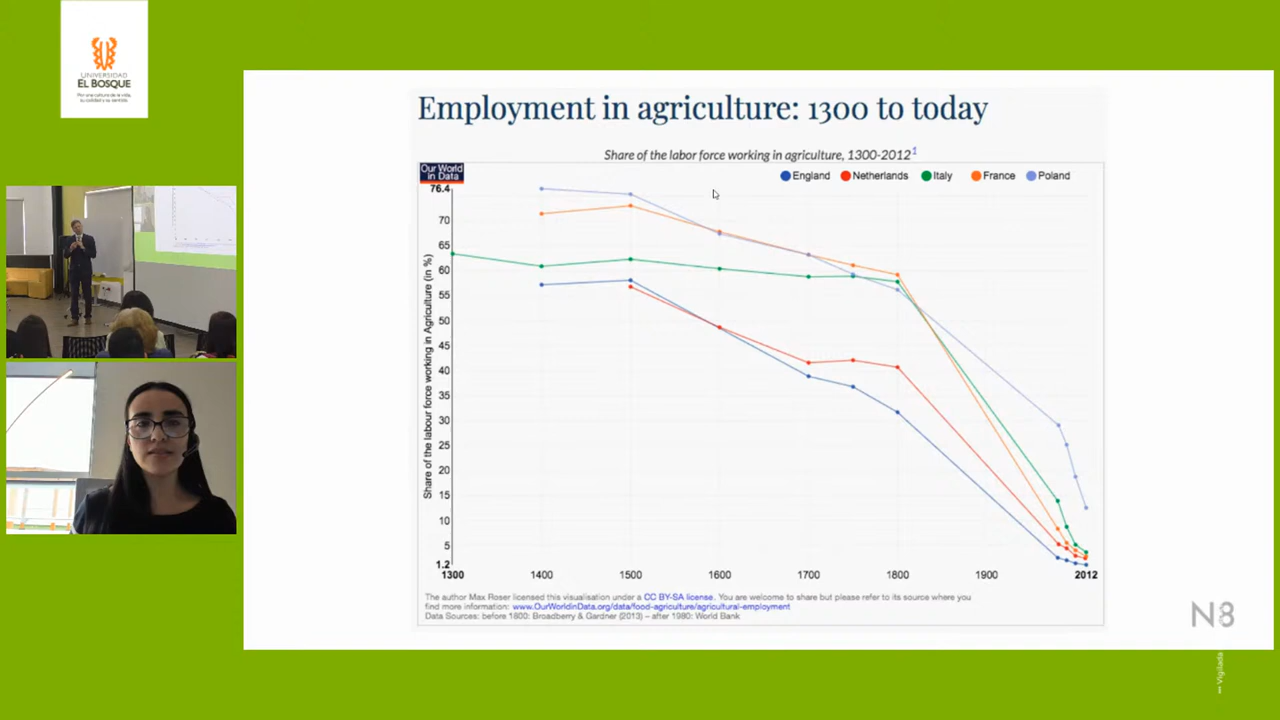 UNIVERSIDAD
EL BOSQUE
Por una cultura de la vida,
su calidad y su sentido
Employment in agriculture: 1300 to today
Share of the labor force working in agriculture, 1300-2012¹
Our World
in Data
England
Netherlands
Italy
France
Poland
Share of the labour force working in Agriculture (in %)
76.4
70
65
60
55
50
45
40
35
30
25
20
15
10
5
1.2
1300
1400
1500
1600
1700
1800
1900
2012
The author Max Roser licensed this visualisation under a CC BY-SA license. You are welcome to share but please refer to its source where you
find more information: www.OurWorldinData.org/data/food-agriculture/agricultural-employment
Data Sources: before 1800: Broadberry & Gardner (2013) – after 1980: World Bank
N8
Vigilada